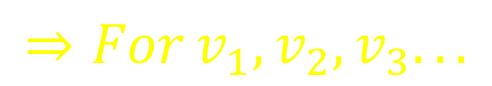 ⇒ For v₁, v₂, v₃…